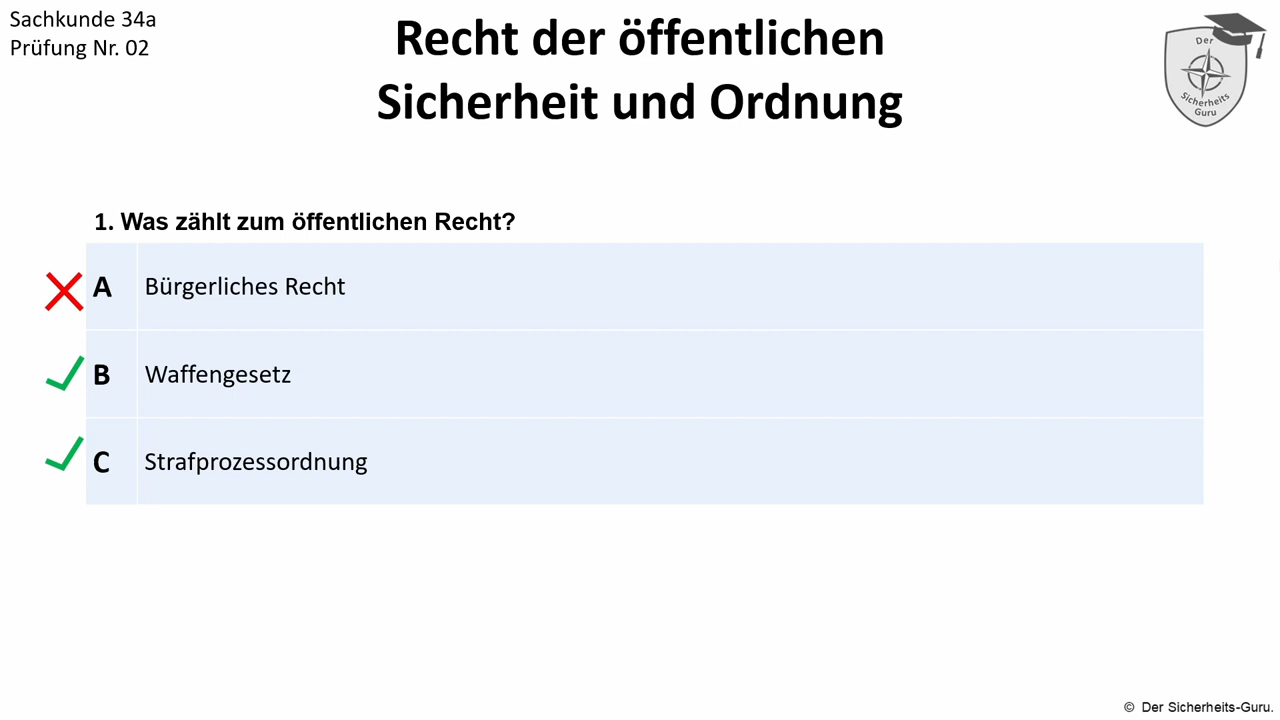 Sachkunde 34a
Prüfung Nr. 02
Recht der öffentlichen
Sicherheit und Ordnung
Der
Sicherheits
Guru
1. Was zählt zum öffentlichen Recht?
A Bürgerliches Recht
B Waffengesetz
C Strafprozessordnung
© Der Sicherheits-Guru.